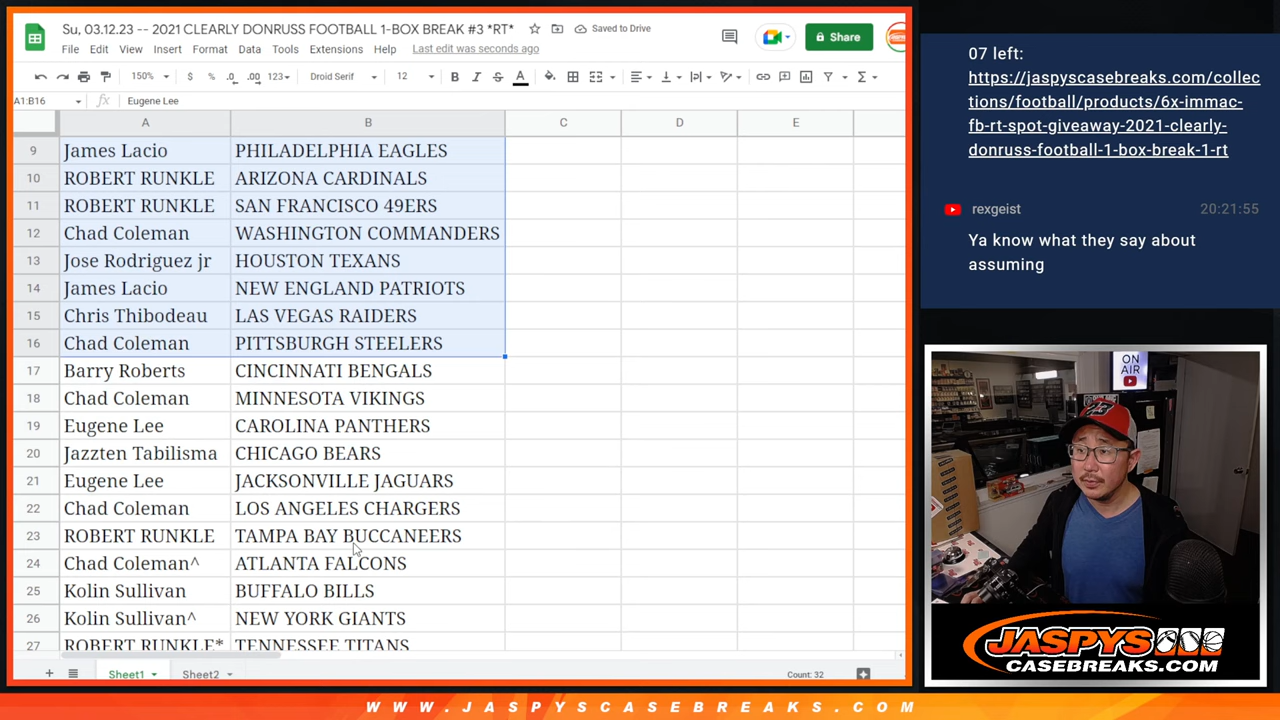 Su, 03.12.23 -- 2021 CLEARLY DONRUSS FOOTBALL 1-BOX BREAK #3 *RT*
Saved to Drive
Share
File Edit View Insert Format Data Tools Extensions Help Last edit was seconds ago
150% $ % .0 .00 123 Droid Serif 12 B I S A
A1:B16 fx Eugene Lee
A B C D E
9 James Lacio PHILADELPHIA EAGLES
10 ROBERT RUNKLE ARIZONA CARDINALS
11 ROBERT RUNKLE SAN FRANCISCO 49ERS
12 Chad Coleman WASHINGTON COMMANDERS
13 Jose Rodriguez jr HOUSTON TEXANS
14 James Lacio NEW ENGLAND PATRIOTS
15 Chris Thibodeau LAS VEGAS RAIDERS
16 Chad Coleman PITTSBURGH STEELERS
17 Barry Roberts CINCINNATI BENGALS
18 Chad Coleman MINNESOTA VIKINGS
19 Eugene Lee CAROLINA PANTHERS
20 Jazzten Tabilisma CHICAGO BEARS
21 Eugene Lee JACKSONVILLE JAGUARS
22 Chad Coleman LOS ANGELES CHARGERS
23 ROBERT RUNKLE TAMPA BAY BUCCANEERS
24 Chad Coleman^ ATLANTA FALCONS
25 Kolin Sullivan BUFFALO BILLS
26 Kolin Sullivan^ NEW YORK GIANTS
27 ROBERT RUNKLE* TENNESSEE TITANS
Sheet1 Sheet2 Count: 32
07 left:
https://jaspyscasebreaks.com/collec
tions/football/products/6x-immac-
fb-rt-spot-giveaway-2021-clearly-
donruss-football-1-box-break-1-rt
rexgeist 20:21:55
Ya know what they say about
assuming
ON
AIR
JASPYS
CASEBREAKS.COM
WWW.JASPYSCASEBREAKS.COM